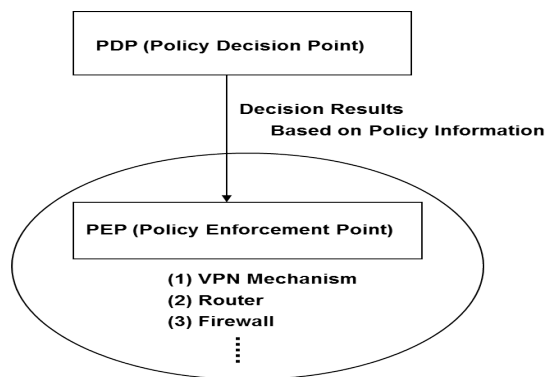 PDP (Policy Decision Point)
Decision Results
Based on Policy Information
PEP (Policy Enforcement Point)
(1) VPN Mechanism
(2) Router
(3) Firewall